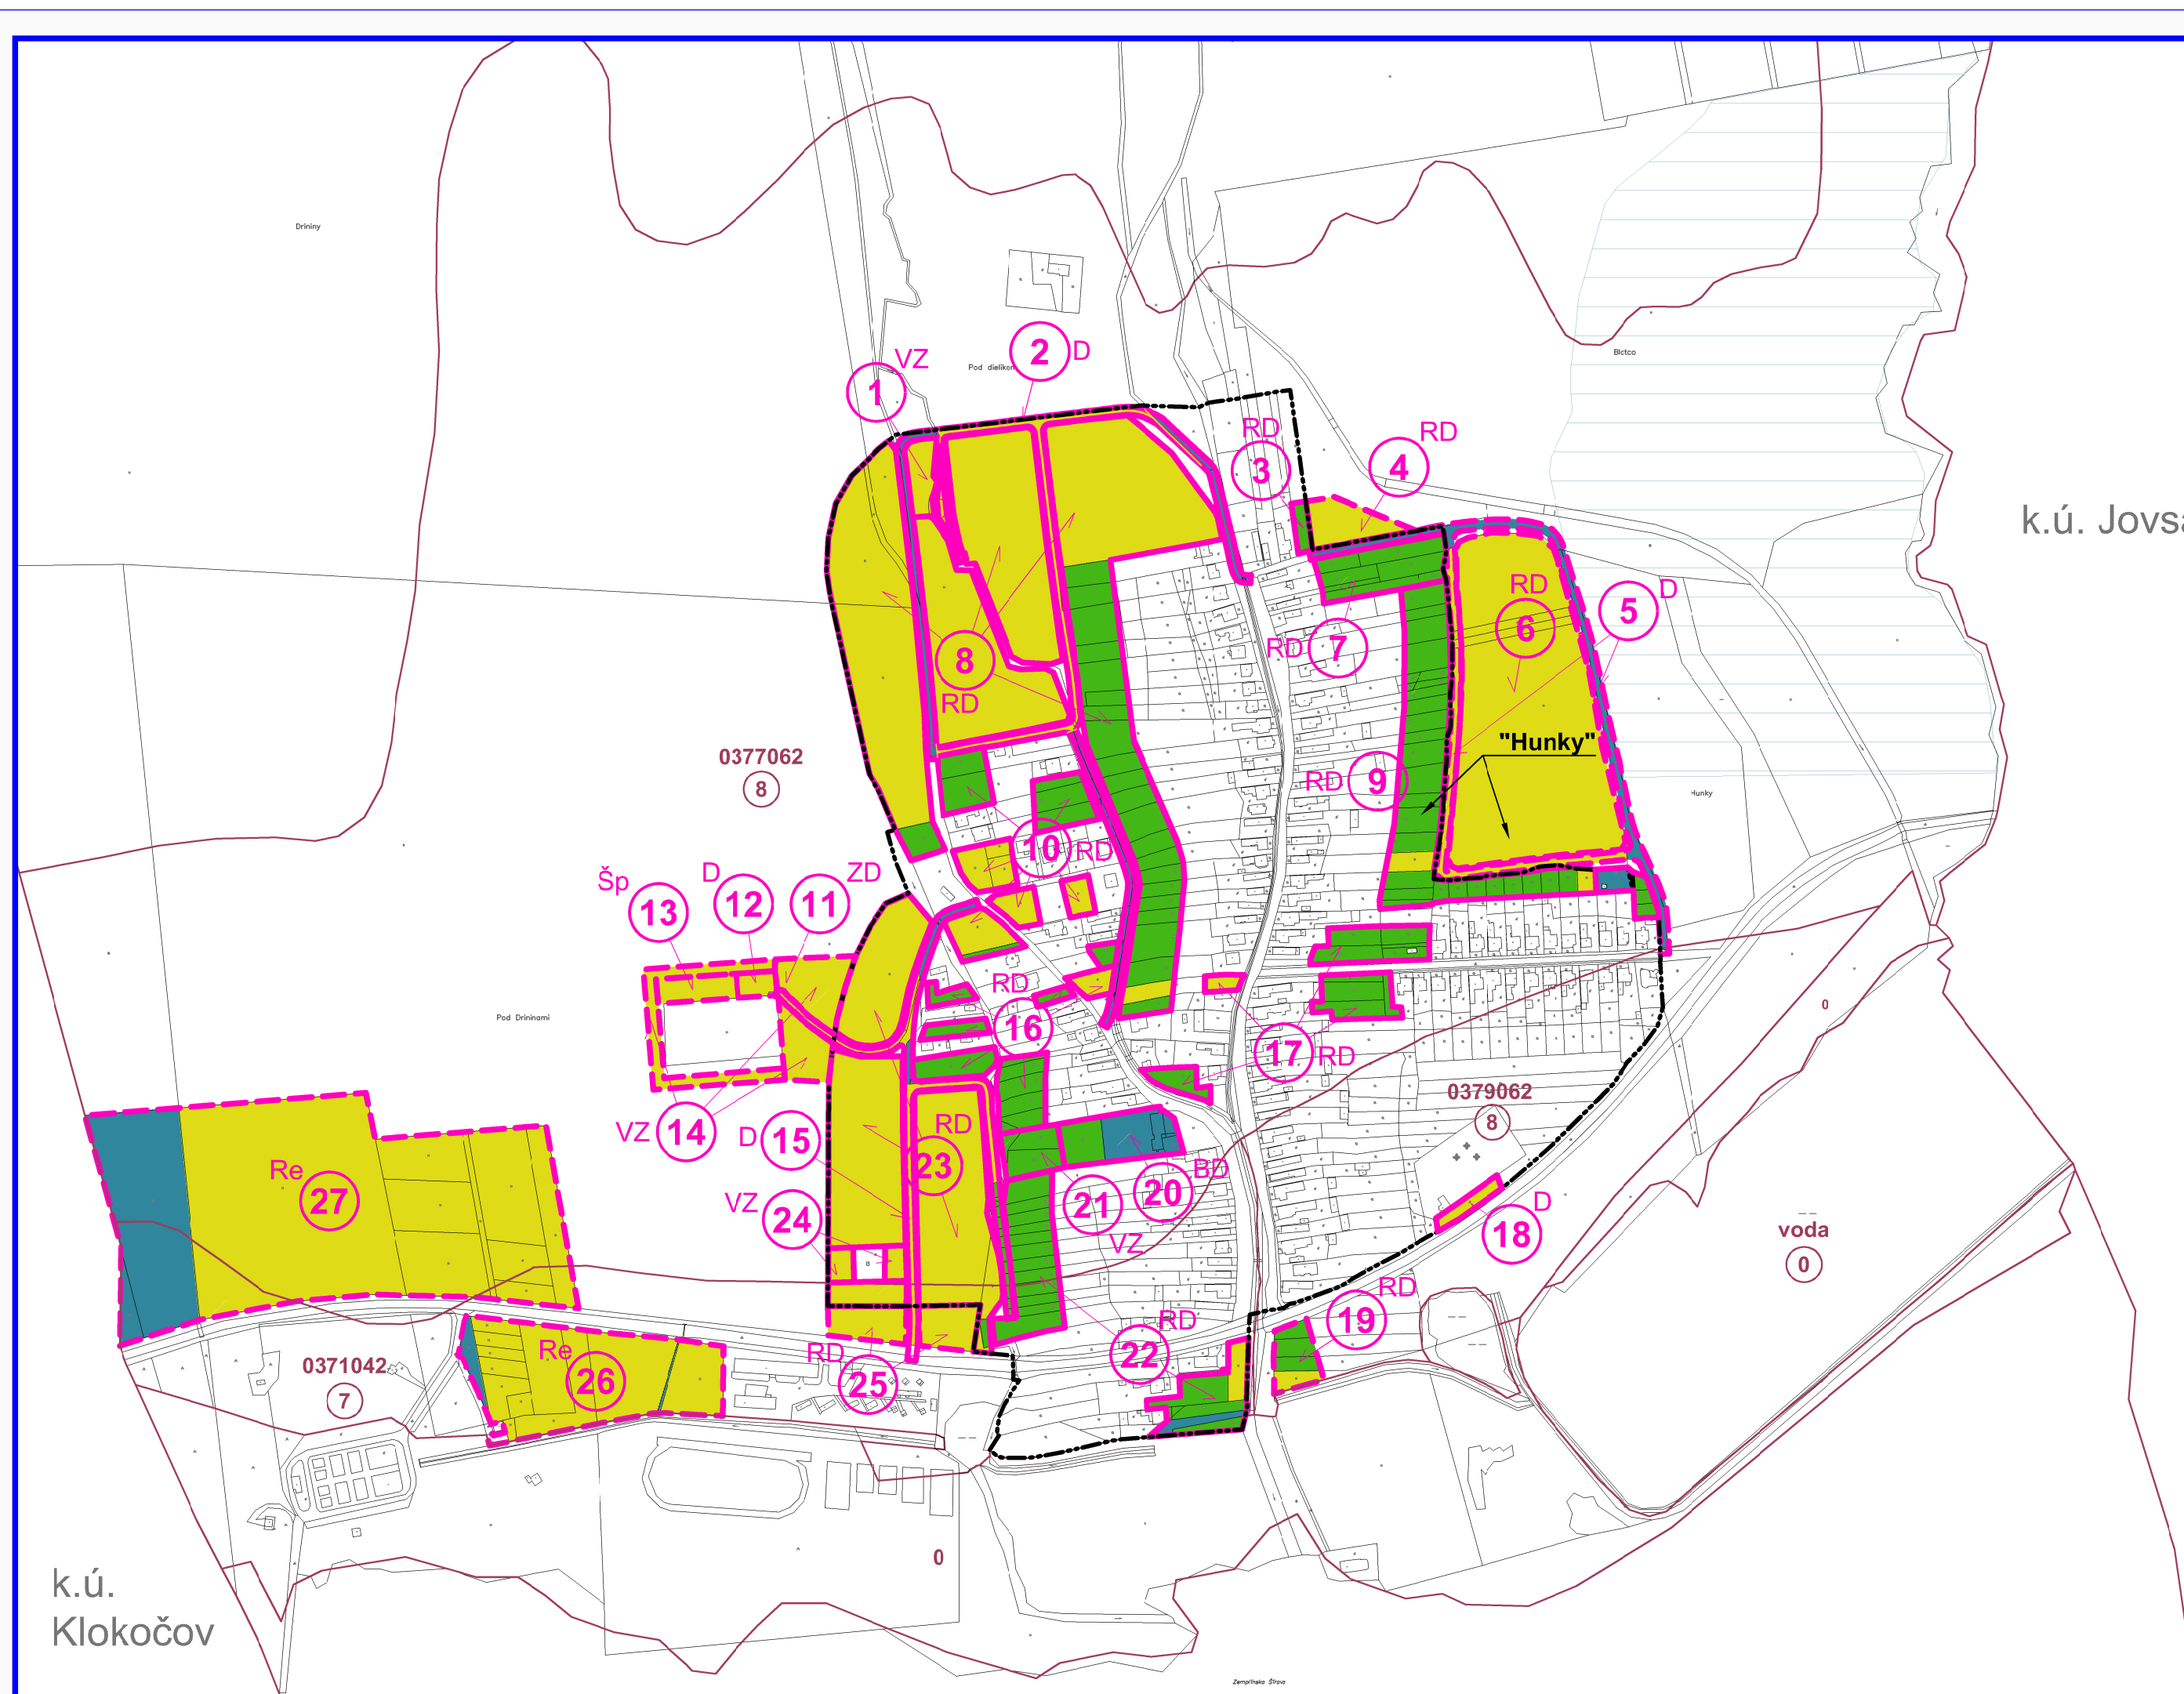 Drininy
VZ
2
D
Pod dielikom
1
Blatco
RD
3
RD
4
k.ú. Jovsa
RD
6
5
D
RD
7
8
RD
"Hunky"
0377062
8
RD
9
Hunky
10
RD
Šp
13
D
12
11
ZD
Pod Drininami
RD
16
17
RD
0
0379062
8
VZ
14
D
15
RD
23
Re
27
BD
20
21
VZ
24
VZ
D
18
voda
0
RD
19
RD
22
RD
25
Re
26
0371042
7
0
k.ú.
Klokočov
Zemplínska Šírava